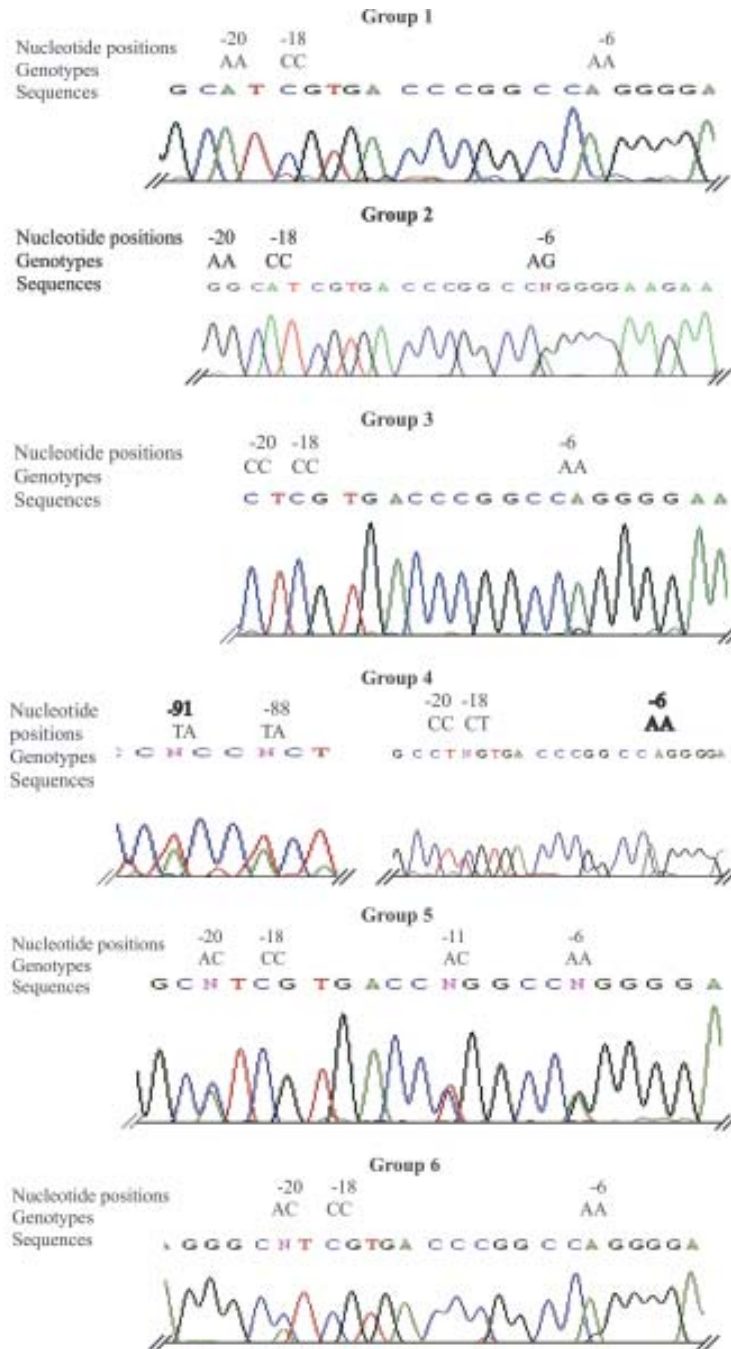 Group 1
Nucleotide positions -20 -18 -6
Genotypes AA CC AA
Sequences G C A T C G T G A C C C G G C C A G G G G A
Group 2
Nucleotide positions -20 -18 -6
Genotypes AA CC AG
Sequences G G C A T C G T G A C C C G G C C N G G G G A A G A A
Group 3
Nucleotide positions -20 -18 -6
Genotypes CC CC AA
Sequences C T C G T G A C C C G G C C A G G G G A A
Group 4
Nucleotide positions -91 -88 -20 -18 -6
Genotypes TA TA CC CT AA
Sequences C C N C C N C T G C C T N G T G A C C C G G C C A G G G G A
Group 5
Nucleotide positions -20 -18 -11 -6
Genotypes AC CC AC AA
Sequences G C N T C G T G A C C N G G C C N G G G G A
Group 6
Nucleotide positions -20 -18 -6
Genotypes AC CC AA
Sequences A G G G C N T C G T G A C C C G G C C A G G G G A